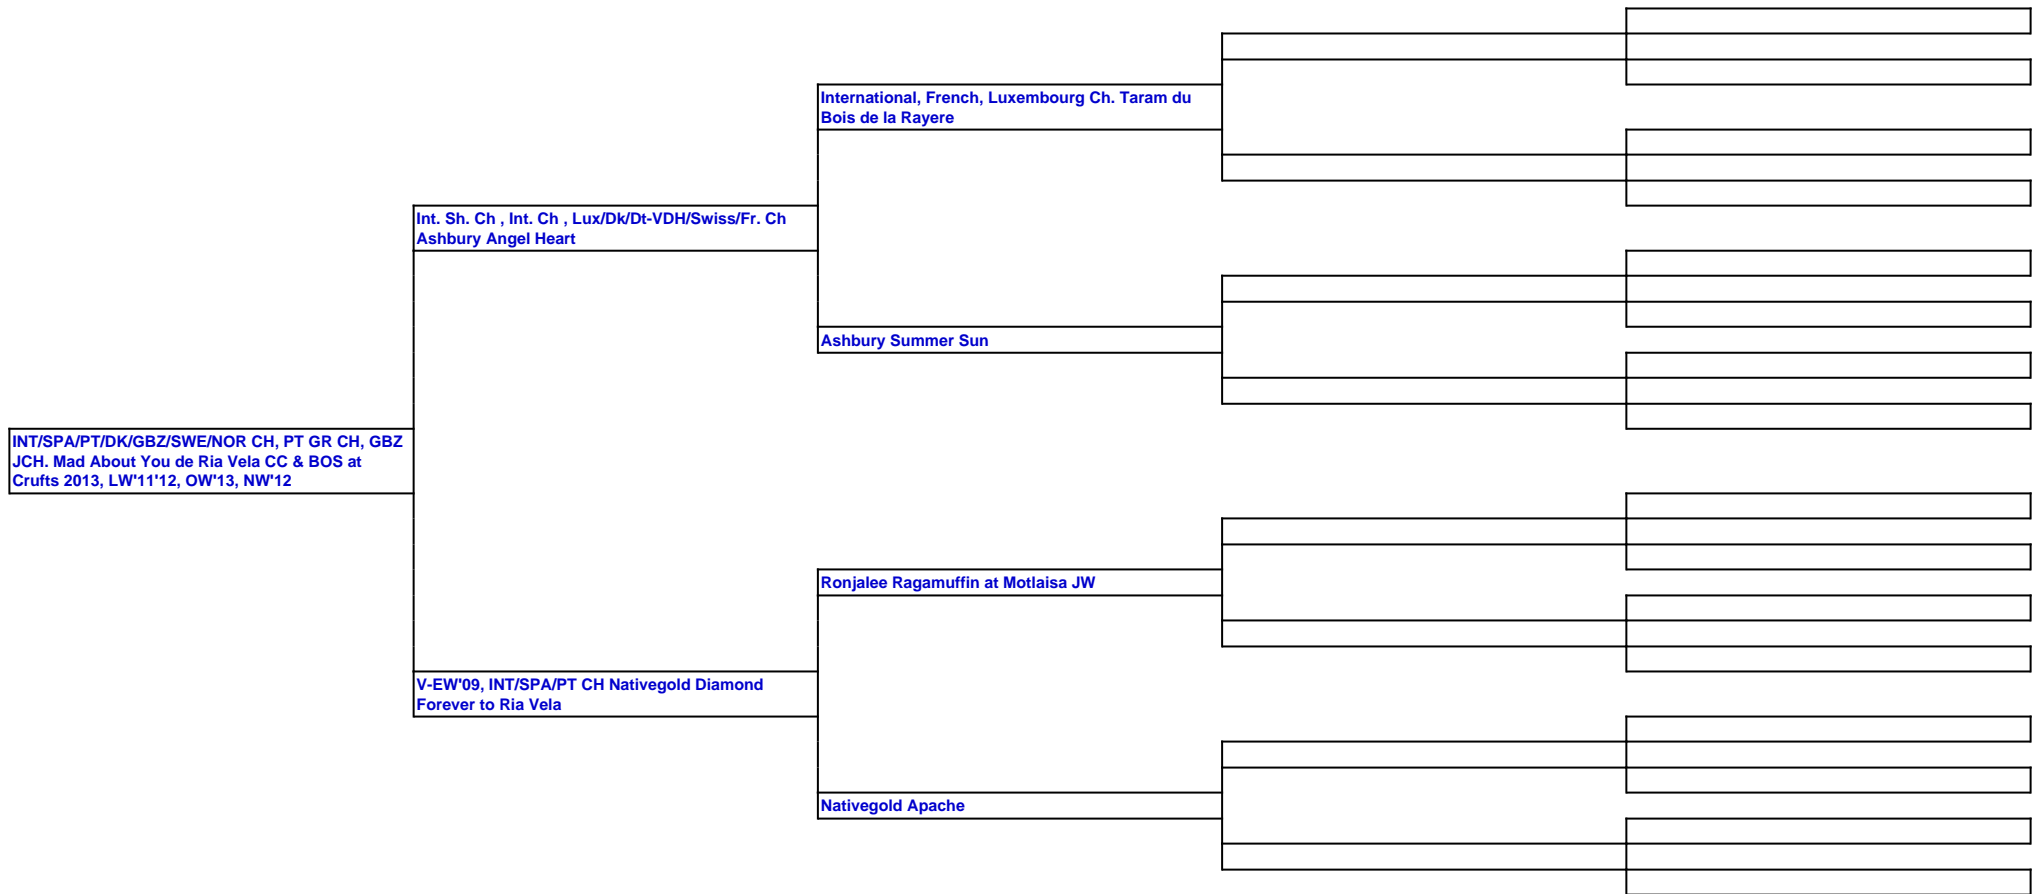 International, French, Luxembourg Ch. Taram du
Bois de la Rayere
Int. Sh. Ch , Int. Ch , Lux/Dk/Dt-VDH/Swiss/Fr. Ch
Ashbury Angel Heart
Ashbury Summer Sun
INT/SPA/PT/DK/GBZ/SWE/NOR CH, PT GR CH, GBZ
JCH. Mad About You de Ria Vela CC & BOS at
Crufts 2013, LW'11'12, OW'13, NW'12
Ronjalee Ragamuffin at Motlaisa JW
V-EW'09, INT/SPA/PT CH Nativegold Diamond
Forever to Ria Vela
Nativegold Apache